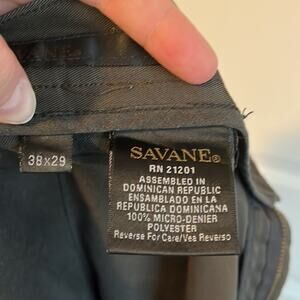 VANE®
38x29
SAVANE®
RN 21201
ASSEMBLED IN
DOMINICAN REPUBLIC
ENSAMBLADO EN LA
REPUBLICA DOMINICANA
100% MICRO-DENIER
POLYESTER
Reverse For Care/Vea Reverso